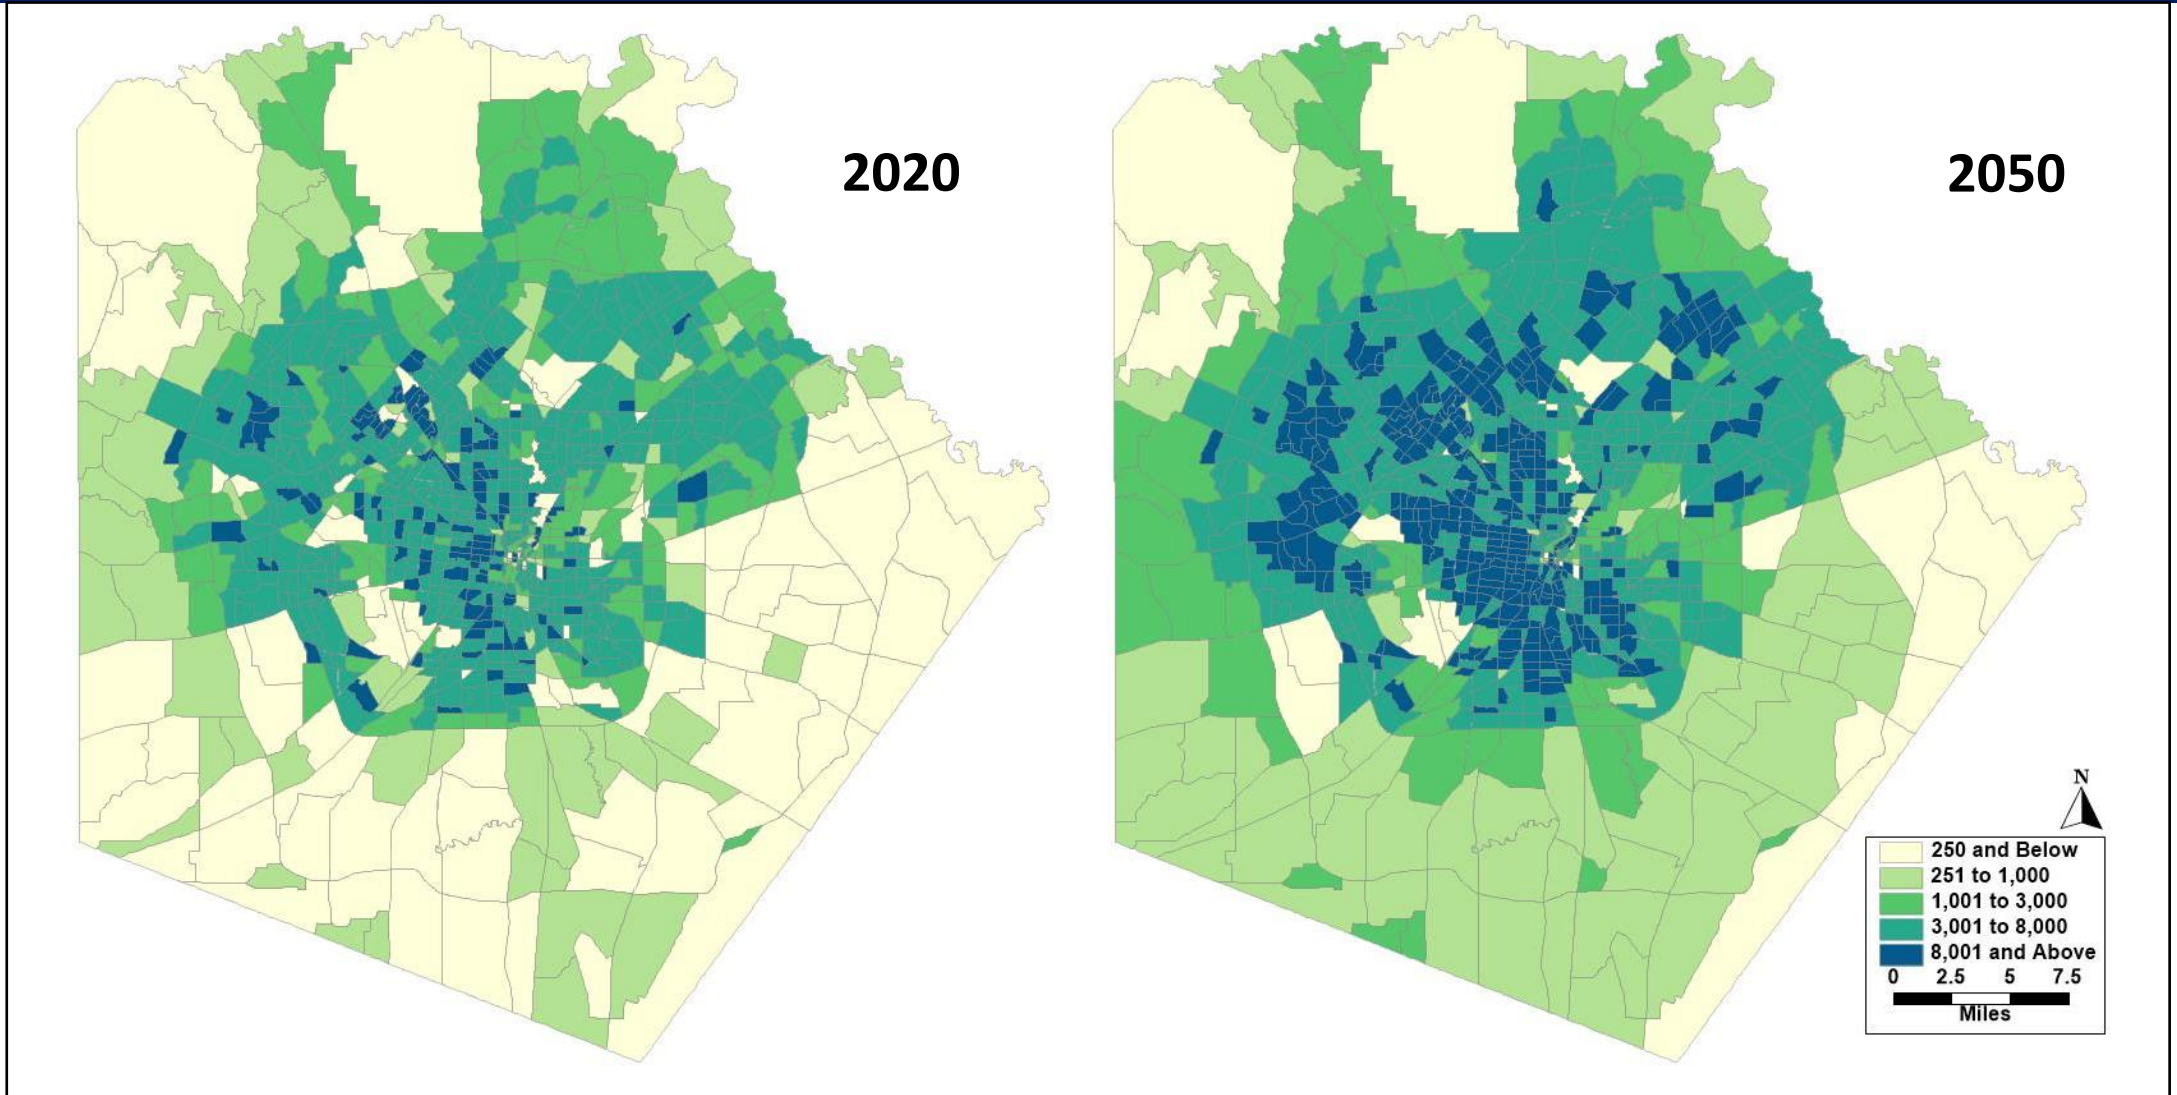 2020
2050
N
250 and Below
251 to 1,000
1,001 to 3,000
3,001 to 8,000
8,001 and Above
0 2.5 5 7.5
Miles